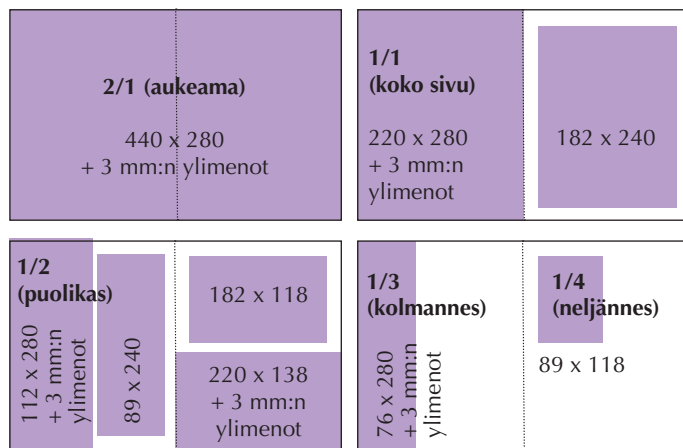 2/1 (aukeama)
440 x 280
+ 3 mm:n ylimenot
1/1
(koko sivu)
220 x 280
+ 3 mm:n
ylimenot
182 x 240
1/2
(puolikas)
112 x 280
+ 3 mm:n
ylimenot
89 x 240
182 x 118
220 x 138
+ 3 mm:n
ylimenot
1/3
(kolmannes)
76 x 280
+ 3 mm:n
ylimenot
1/4
(neljännes)
89 x 118